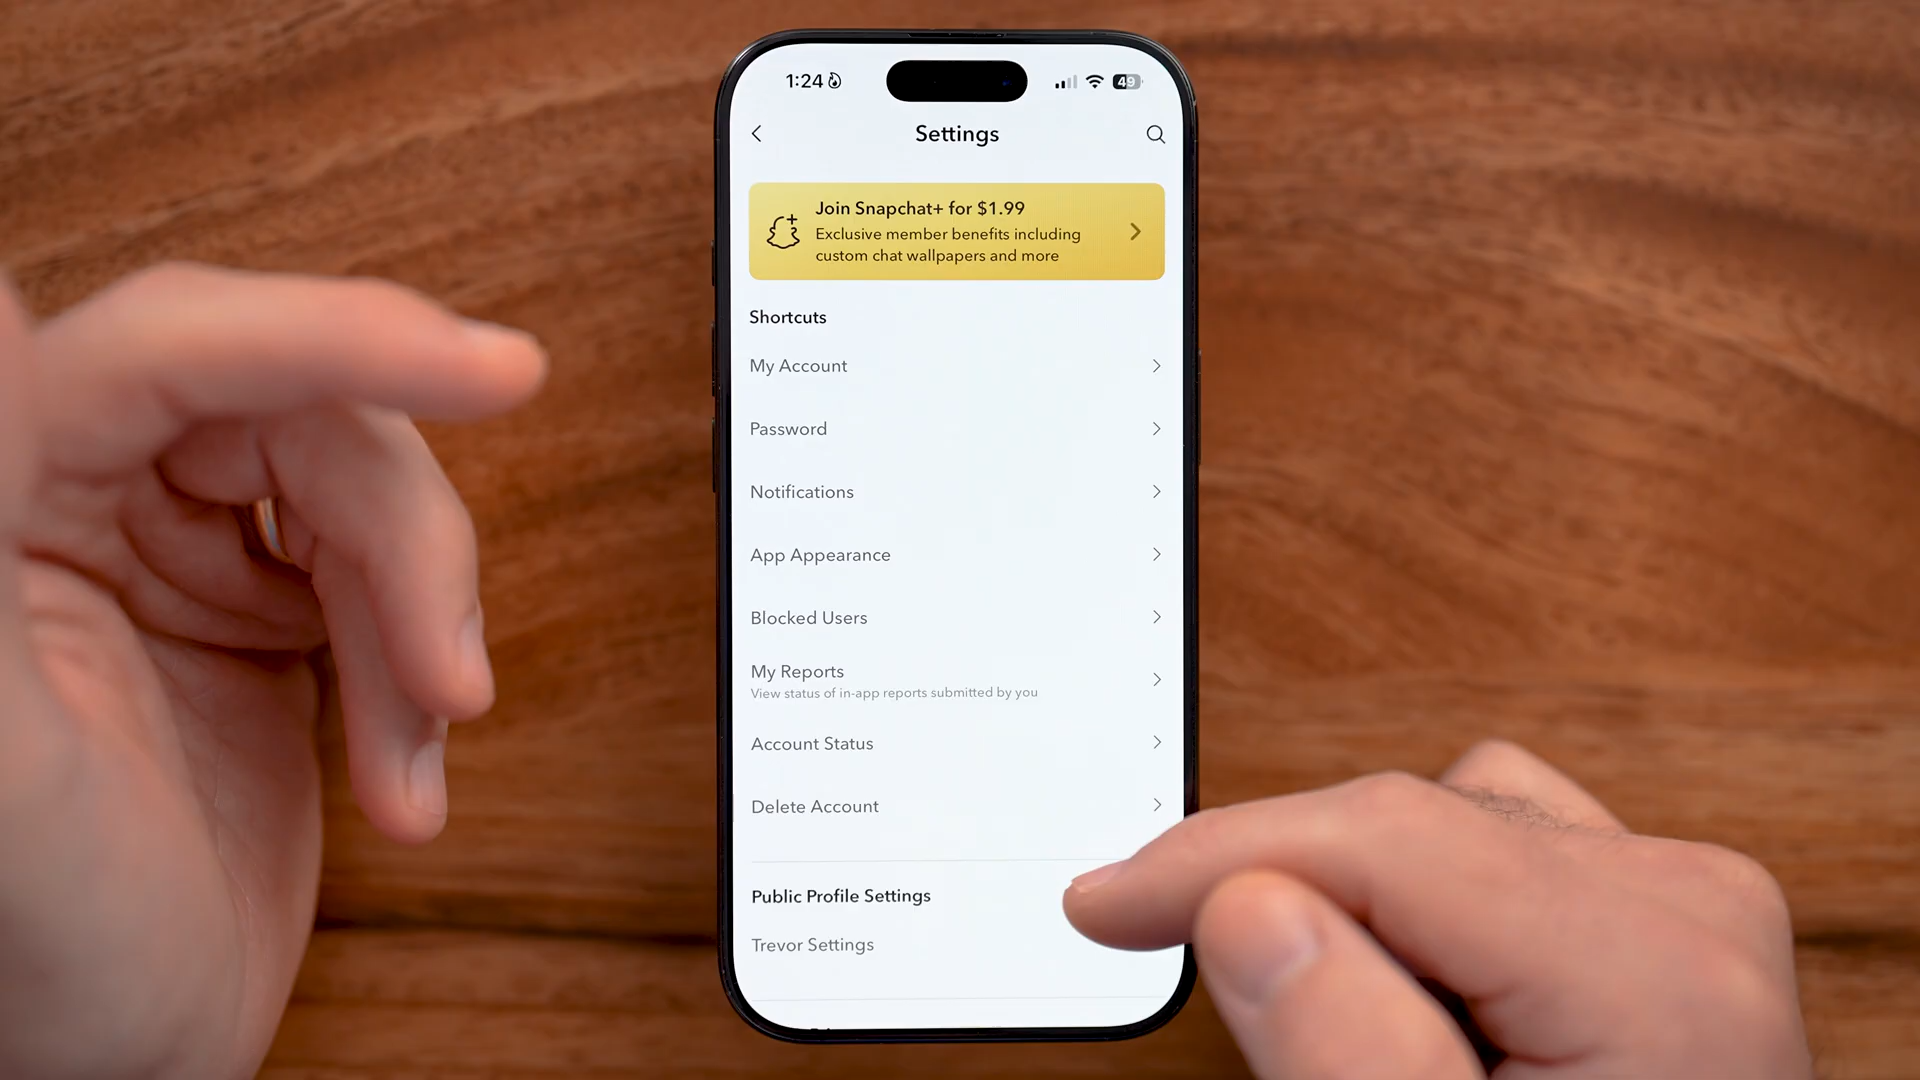 1:24
49
Settings
Join Snapchat+ for $1.99
Exclusive member benefits including
custom chat wallpapers and more
Shortcuts
My Account
Password
Notifications
App Appearance
Blocked Users
My Reports
View status of in-app reports submitted by you
Account Status
Delete Account
Public Profile Settings
Trevor Settings